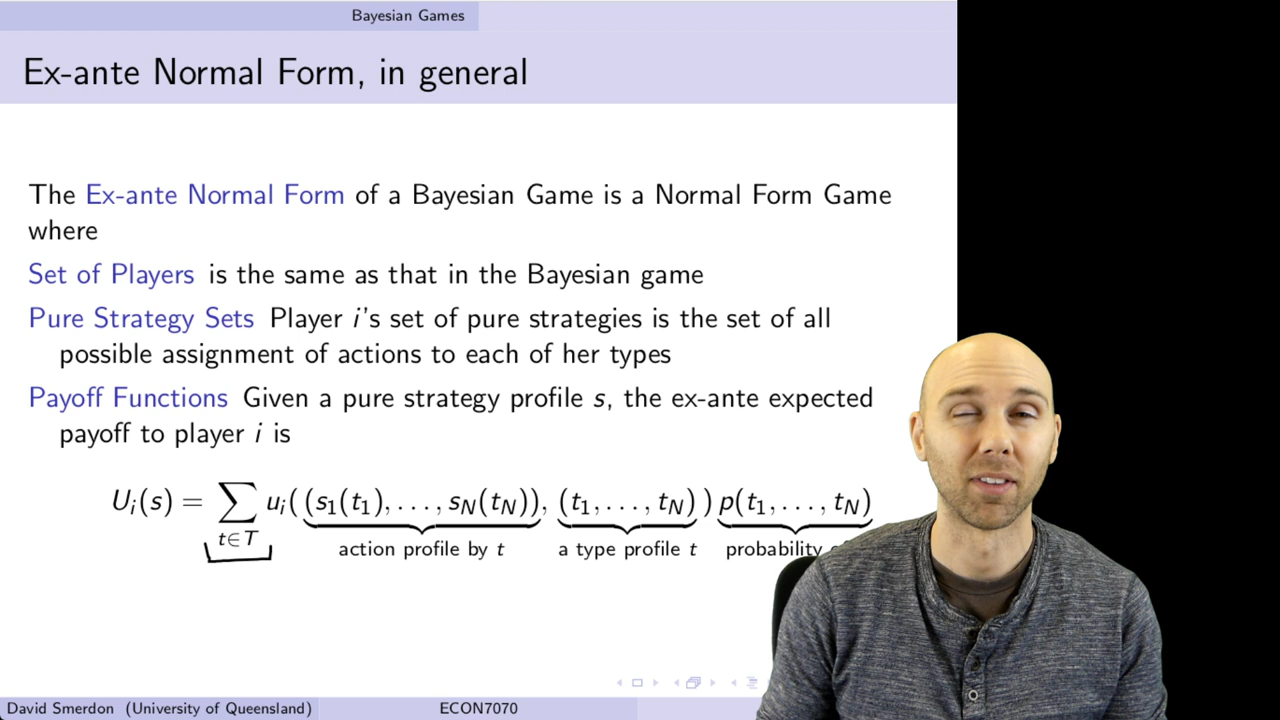 Bayesian Games
Ex-ante Normal Form, in general
The Ex-ante Normal Form of a Bayesian Game is a Normal Form Game
where
Set of Players is the same as that in the Bayesian game
Pure Strategy Sets Player i's set of pure strategies is the set of all
possible assignment of actions to each of her types
Payoff Functions Given a pure strategy profile s, the ex-ante expected
payoff to player i is
U_i(s) = ∑_{t∈T} u_i((s_1(t_1), . . . , s_N(t_N)), (t_1, . . . , t_N)) p(t_1, . . . , t_N)
action profile by t a type profile t probability
David Smerdon (University of Queensland) ECON7070